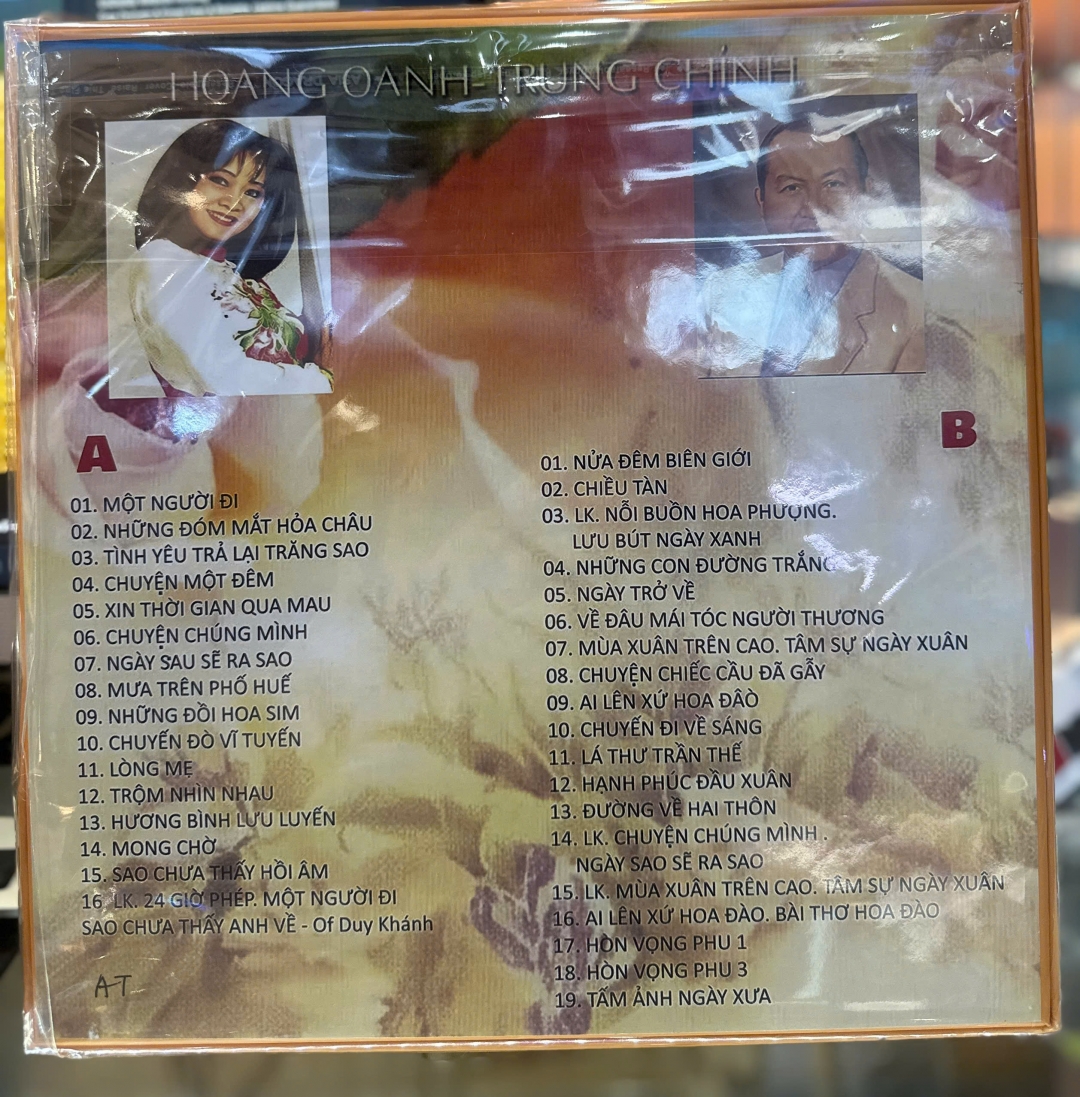 HOÀNG OANH-TRUNG CHỈNH
A
01. MỘT NGƯỜI ĐI
02. NHỮNG ĐÓM MẮT HỎA CHÂU
03. TÌNH YÊU TRẢ LẠI TRĂNG SAO
04. CHUYỆN MỘT ĐÊM
05. XIN THỜI GIAN QUA MAU
06. CHUYỆN CHÚNG MÌNH
07. NGÀY SAU SẼ RA SAO
08. MƯA TRÊN PHỐ HUẾ
09. NHỮNG ĐỒI HOA SIM
10. CHUYẾN ĐÒ VĨ TUYẾN
11. LÒNG MẸ
12. TRỘM NHÌN NHAU
13. HƯƠNG BÌNH LƯU LUYẾN
14. MONG CHỜ
15. SAO CHƯA THẤY HỒI ÂM
16. LK. 24 GIỜ PHÉP. MỘT NGƯỜI ĐI
SAO CHƯA THẤY ANH VỀ - Of Duy Khánh
A-T
B
01. NỬA ĐÊM BIÊN GIỚI
02. CHIỀU TÀN
03. LK. NỖI BUỒN HOA PHƯỢNG.
LƯU BÚT NGÀY XANH
04. NHỮNG CON ĐƯỜNG TRẮNG
05. NGÀY TRỞ VỀ
06. VỀ ĐÂU MÁI TÓC NGƯỜI THƯƠNG
07. MÙA XUÂN TRÊN CAO. TÂM SỰ NGÀY XUÂN
08. CHUYỆN CHIẾC CẦU ĐÃ GẪY
09. AI LÊN XỨ HOA ĐÂÒ
10. CHUYẾN ĐI VỀ SÁNG
11. LÁ THƯ TRẦN THẾ
12. HẠNH PHÚC ĐẦU XUÂN
13. ĐƯỜNG VỀ HAI THÔN
14. LK. CHUYỆN CHÚNG MÌNH .
NGÀY SAO SẼ RA SAO
15. LK. MÙA XUÂN TRÊN CAO. TÂM SỰ NGÀY XUÂN
16. AI LÊN XỨ HOA ĐÀO. BÀI THƠ HOA ĐÀO
17. HÒN VỌNG PHU 1
18. HÒN VỌNG PHU 3
19. TẤM ẢNH NGÀY XƯA